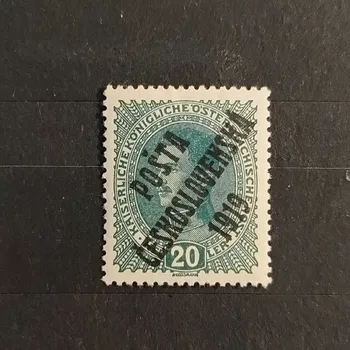 KAISERLICHE KÖNIGLICHE ÖSTERREICHISCHE
POŠTA
ČESKOSLOVENSKÁ
1919
20